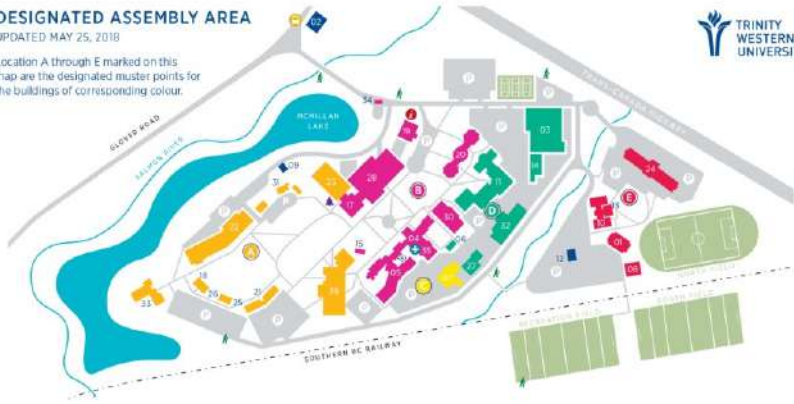 DESIGNATED ASSEMBLY AREA
UPDATED MAY 25, 2018
Location A through E marked on this
map are the designated muster points for
the buildings of corresponding colour.
TRINITY
WESTERN
UNIVERSI
02
GLOVER ROAD
SALMON RIVER
MCMILLAN
LAKE
TRANS-CANADA HIGHWAY
34
P
P
03
19
20
P
14
09
31
23
28
17
B
11
P
24
P
P
D
32
E
10
01
08
12
P
30
04
35
06
05
15
22
A
27
C
P
18
26
25
21
33
P
P
P
NORTH FIELD
SOUTH FIELD
RECREATION FIELD
SOUTHERN BC RAILWAY